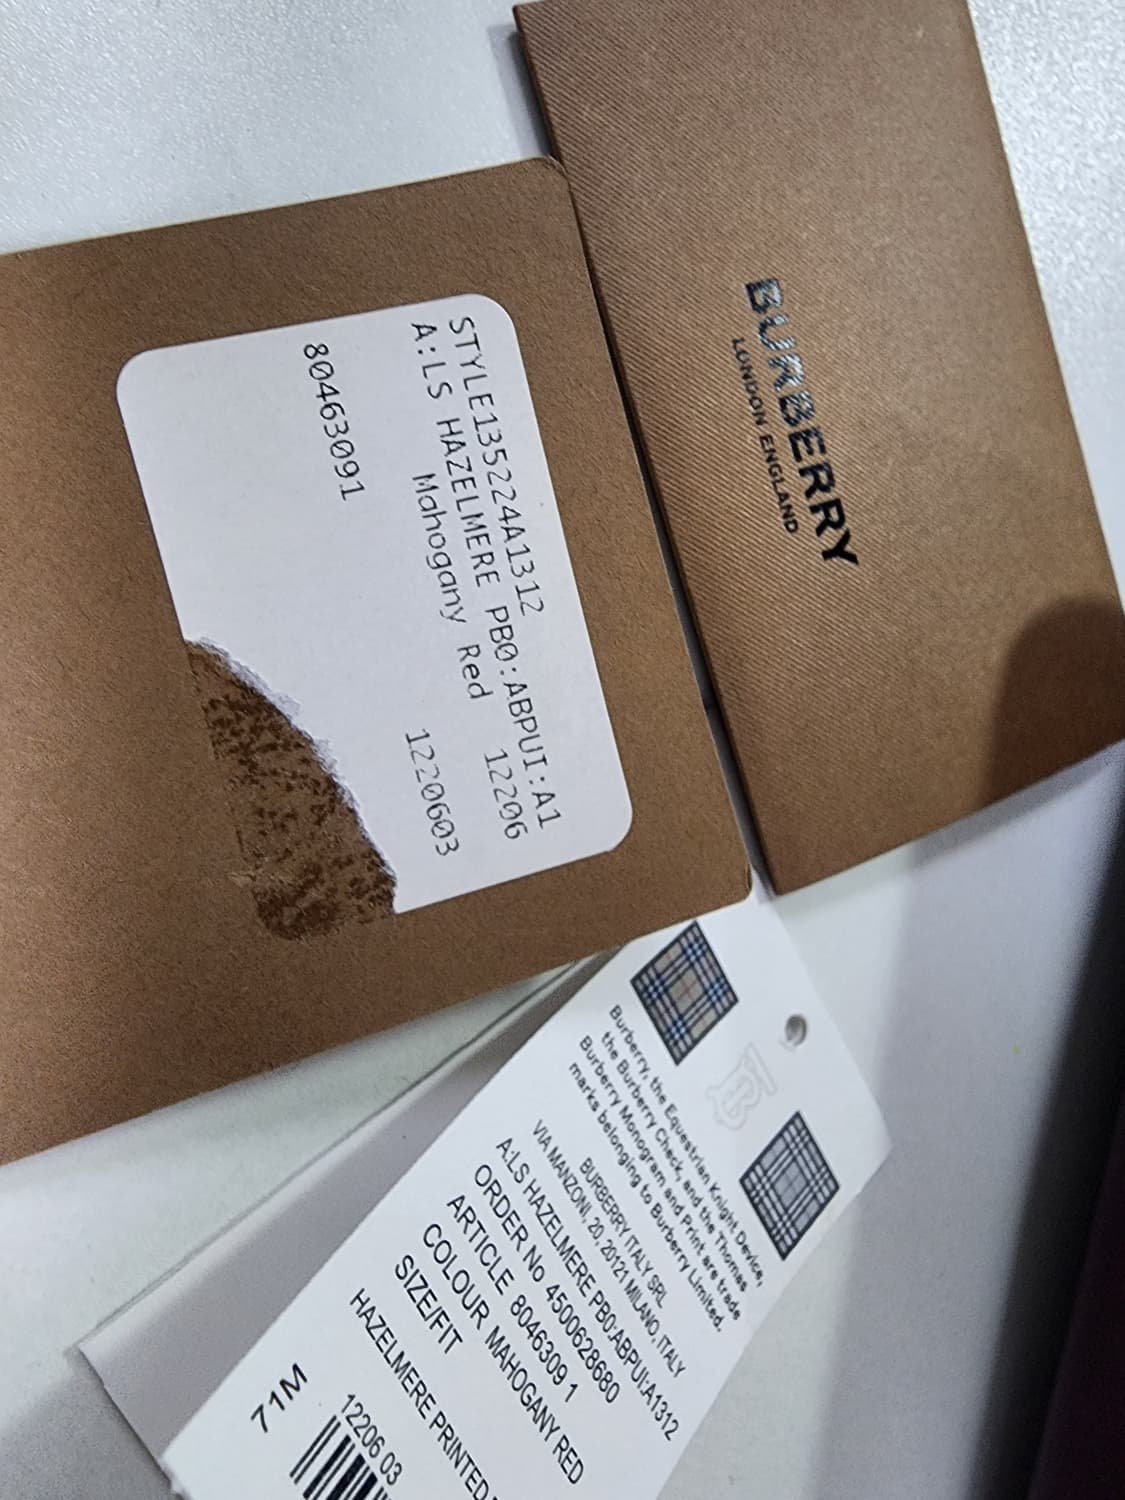 BURBERRY
LONDON ENGLAND
STYLE135224A1312
A:LS HAZELMERE PB0:ABPUI:A1
Mahogany Red 12206
1220603
80463091
Burberry, the Equestrian Knight Device,
the Burberry Check, and the Thomas
Burberry Monogram and Print are trade
marks belonging to Burberry Limited.
BURBERRY ITALY SRL
VIA MANZONI, 20, 20121 MILANO, ITALY
A:LS HAZELMERE PB0:ABPUI:A1312
ORDER No 4500628680
ARTICLE 8046309 1
COLOUR MAHOGANY RED
SIZE/FIT
HAZELMERE PRINTED
12206 03
71M